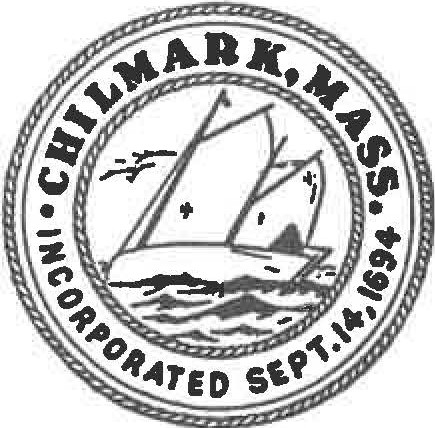 CHILMARK, MASS.
INCORPORATED SEPT. 14, 1694